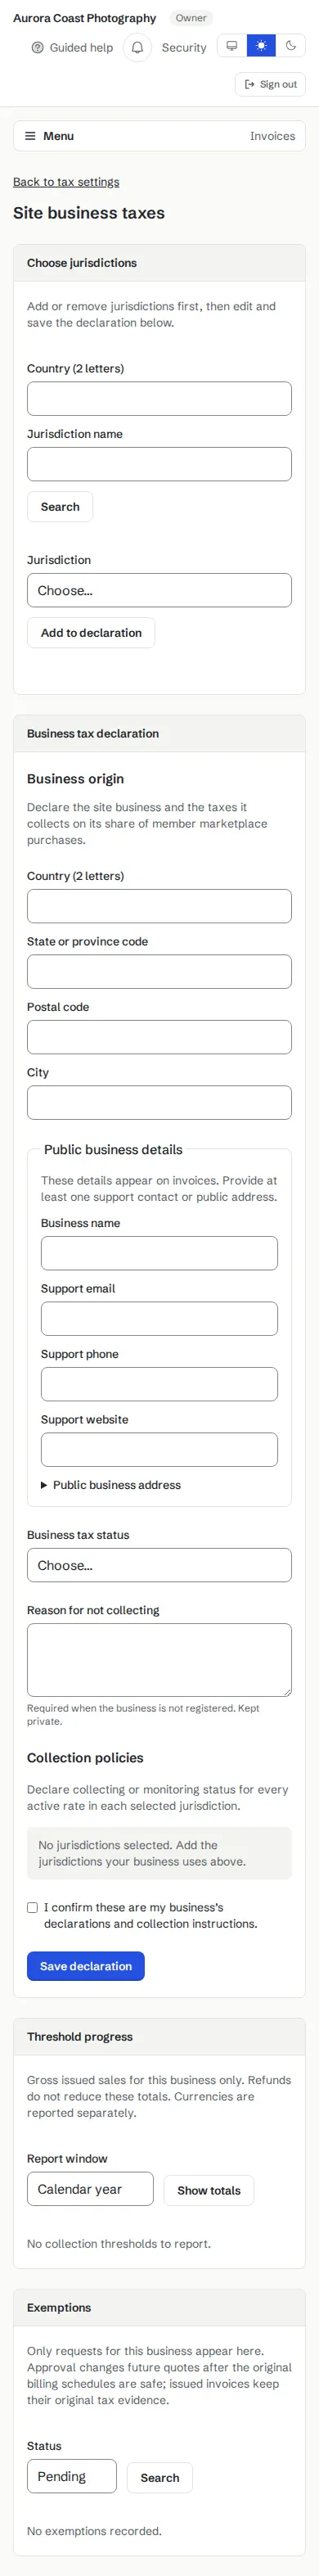 Aurora Coast Photography Owner
Guided help Security
Sign out
Menu Invoices
Back to tax settings
Site business taxes
Choose jurisdictions
Add or remove jurisdictions first, then edit and
save the declaration below.
Country (2 letters)
Jurisdiction name
Search
Jurisdiction
Choose...
Add to declaration
Business tax declaration
Business origin
Declare the site business and the taxes it
collects on its share of member marketplace
purchases.
Country (2 letters)
State or province code
Postal code
City
Public business details
These details appear on invoices. Provide at
least one support contact or public address.
Business name
Support email
Support phone
Support website
Public business address
Business tax status
Choose...
Reason for not collecting
Required when the business is not registered. Kept
private.
Collection policies
Declare collecting or monitoring status for every
active rate in each selected jurisdiction.
No jurisdictions selected. Add the
jurisdictions your business uses above.
I confirm these are my business's
declarations and collection instructions.
Save declaration
Threshold progress
Gross issued sales for this business only. Refunds
do not reduce these totals. Currencies are
reported separately.
Report window
Calendar year Show totals
No collection thresholds to report.
Exemptions
Only requests for this business appear here.
Approval changes future quotes after the original
billing schedules are safe; issued invoices keep
their original tax evidence.
Status
Pending Search
No exemptions recorded.